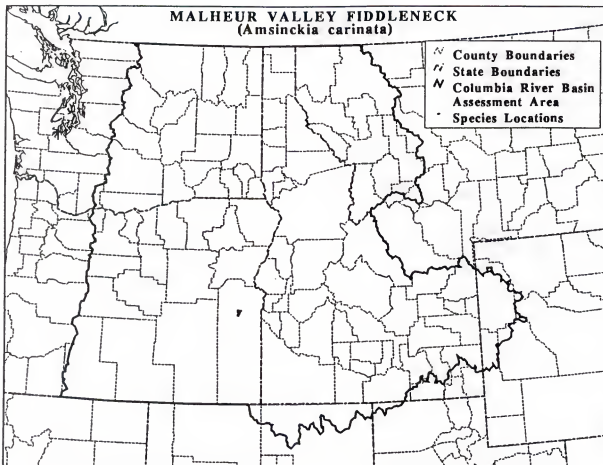 MALHEUR VALLEY FIDDLENECK
(Amsinckia carinata)
County Boundaries
State Boundaries
Columbia River Basin
Assessment Area
Species Locations